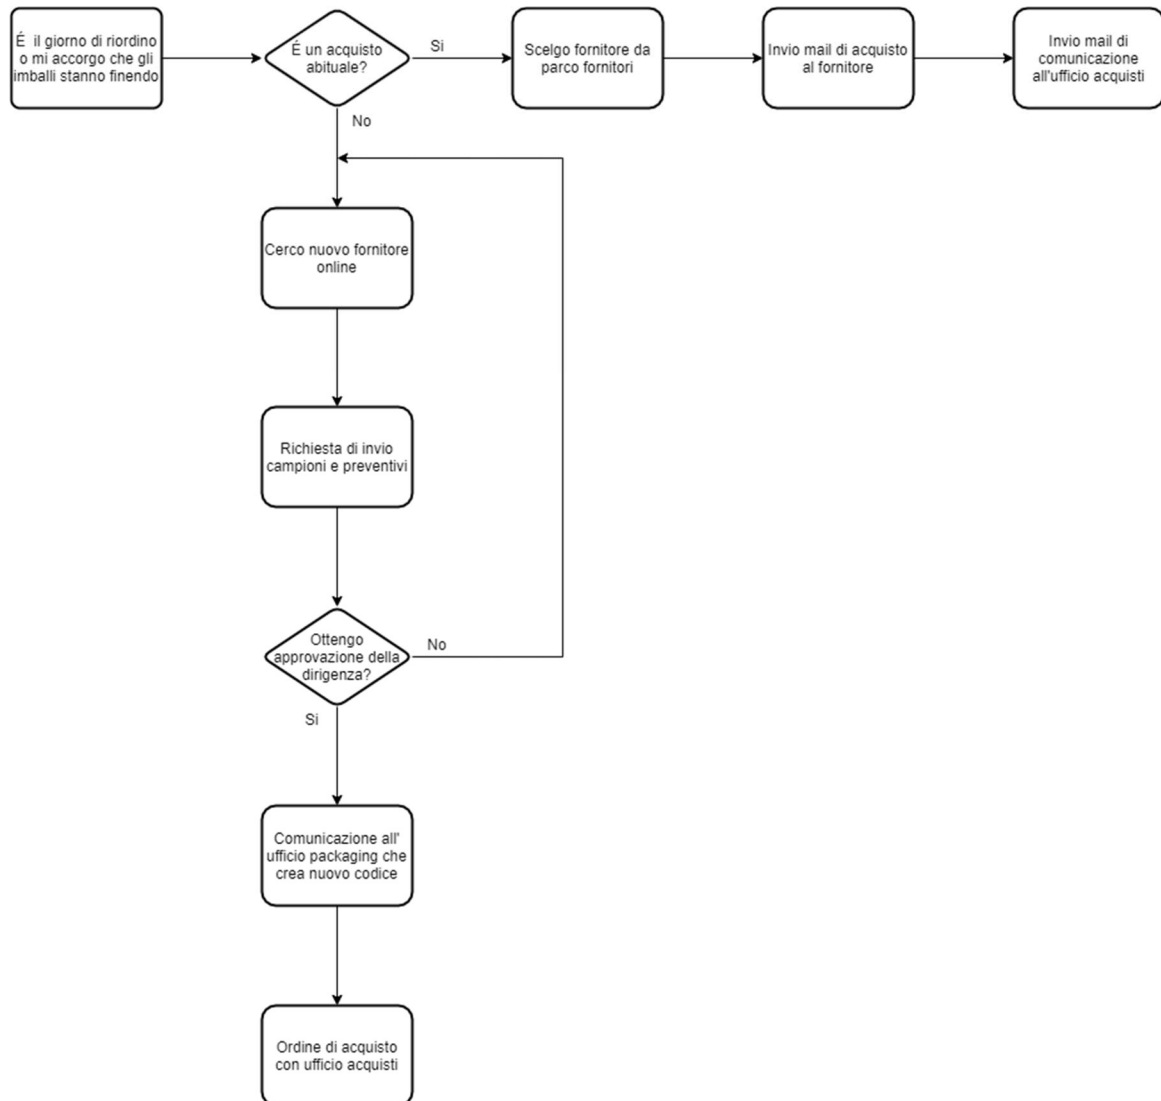 É il giorno di riordino
o mi accorgo che gli
imballi stanno finendo
É un acquisto
abituale?
Si
Scelgo fornitore da
parco fornitori
Invio mail di acquisto
al fornitore
Invio mail di
comunicazione
all'ufficio acquisti
No
Cerco nuovo fornitore
online
Richiesta di invio
campioni e preventivi
Ottengo
approvazione della
dirigenza?
No
Si
Comunicazione all'
ufficio packaging che
crea nuovo codice
Ordine di acquisto
con ufficio acquisti